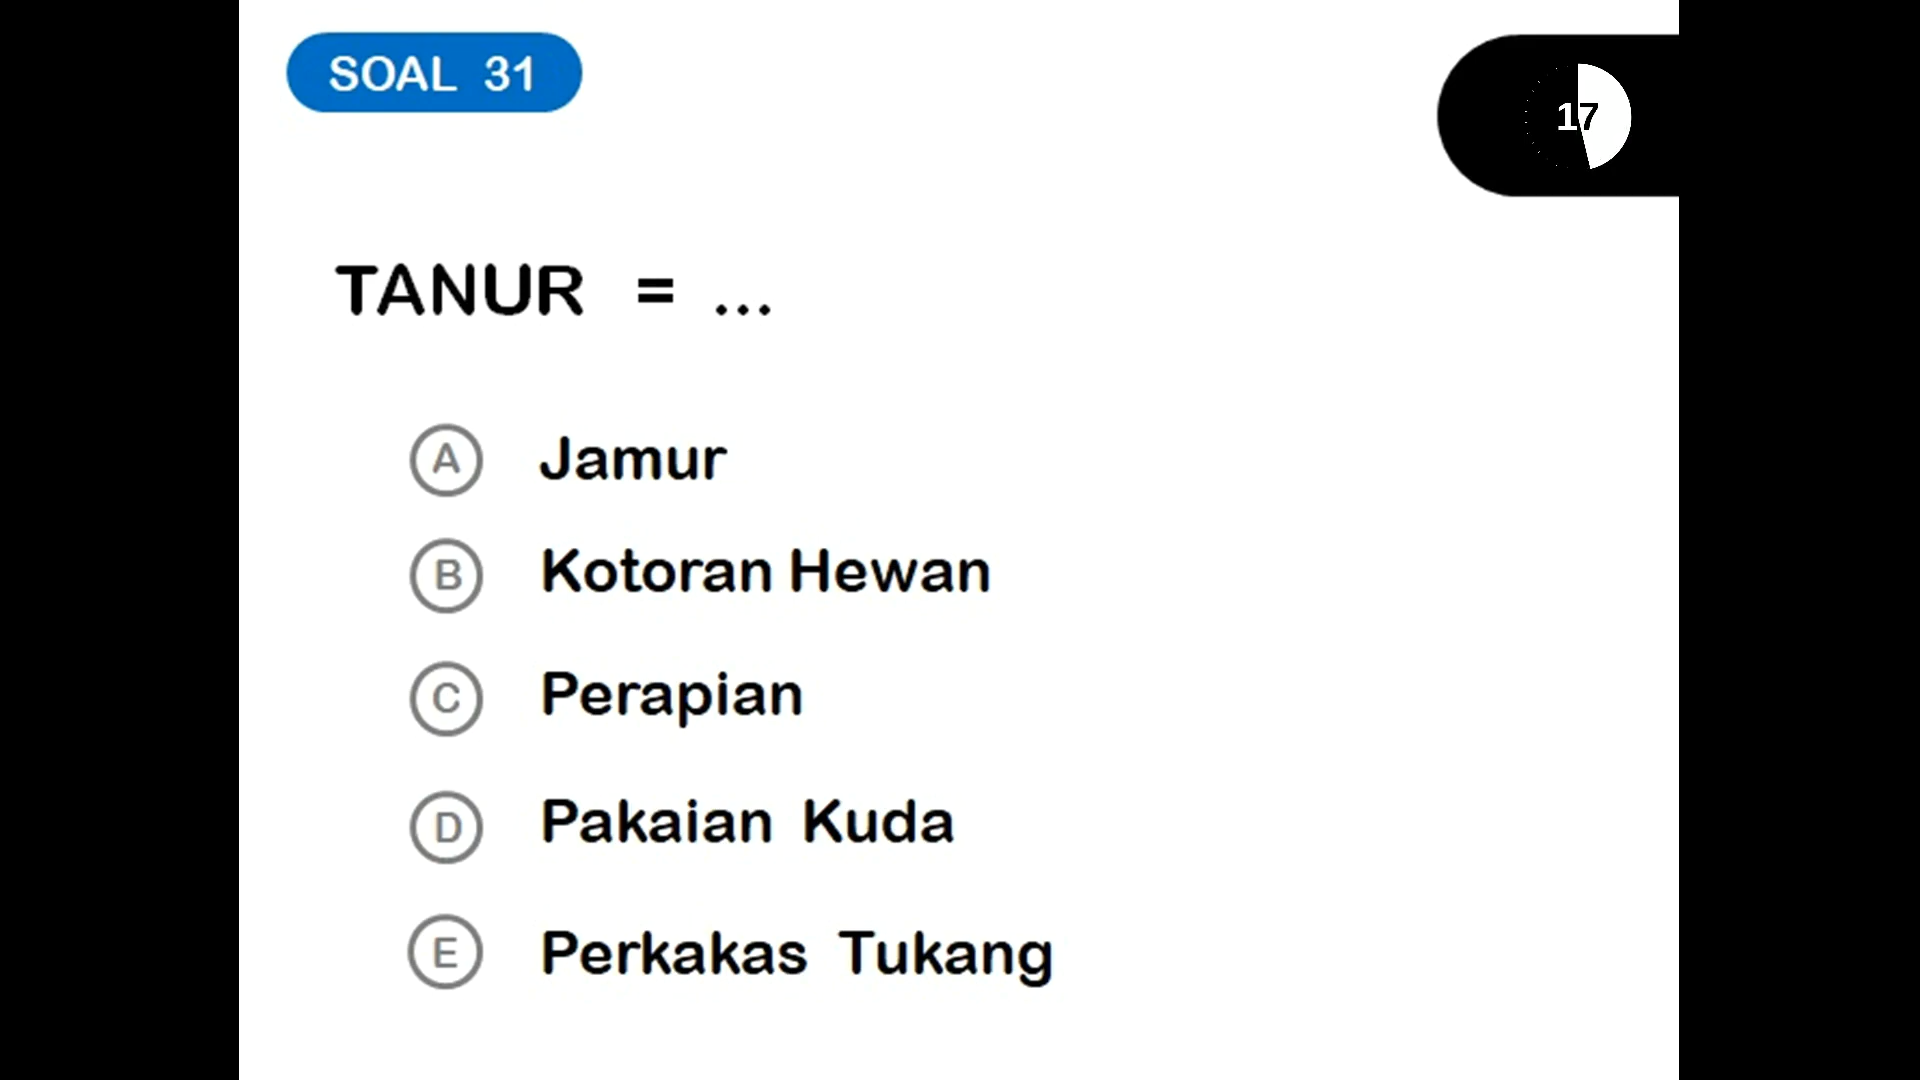 SOAL 31
17
TANUR = ...
A Jamur
B Kotoran Hewan
C Perapian
D Pakaian Kuda
E Perkakas Tukang